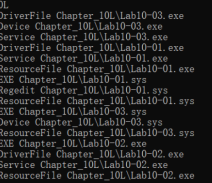 OL
DriverFile Chapter_10L\Lab10-03.exe
Device Chapter_10L\Lab10-03.exe
Service Chapter_10L\Lab10-03.exe
DriverFile Chapter_10L\Lab10-01.exe
Service Chapter_10L\Lab10-01.exe
ResourceFile Chapter_10L\Lab10-01.exe
EXE Chapter_10L\Lab10-01.sys
Regedit Chapter_10L\Lab10-01.sys
ResourceFile Chapter_10L\Lab10-01.sys
EXE Chapter_10L\Lab10-03.sys
Device Chapter_10L\Lab10-03.sys
ResourceFile Chapter_10L\Lab10-03.sys
EXE Chapter_10L\Lab10-02.exe
DriverFile Chapter_10L\Lab10-02.exe
Service Chapter_10L\Lab10-02.exe
ResourceFile Chapter_10L\Lab10-02.exe